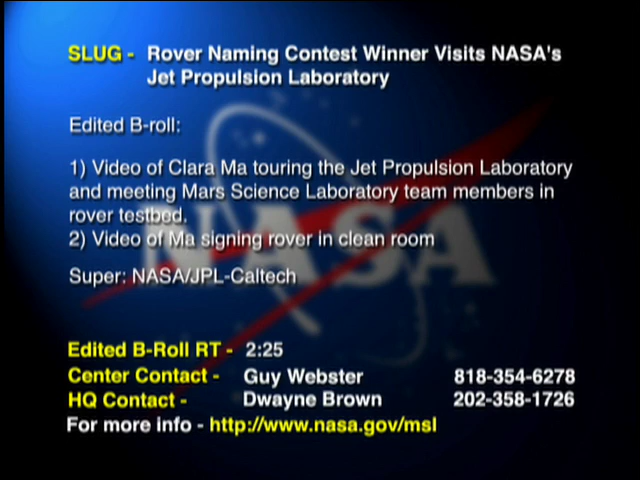 SLUG - Rover Naming Contest Winner Visits NASA's
Jet Propulsion Laboratory
Edited B-roll:
1) Video of Clara Ma touring the Jet Propulsion Laboratory
and meeting Mars Science Laboratory team members in
rover testbed.
2) Video of Ma signing rover in clean room
NASA
Super: NASA/JPL-Caltech
Edited B-Roll RT - 2:25
Center Contact - Guy Webster 818-354-6278
HQ Contact - Dwayne Brown 202-358-1726
For more info - http://www.nasa.gov/msl